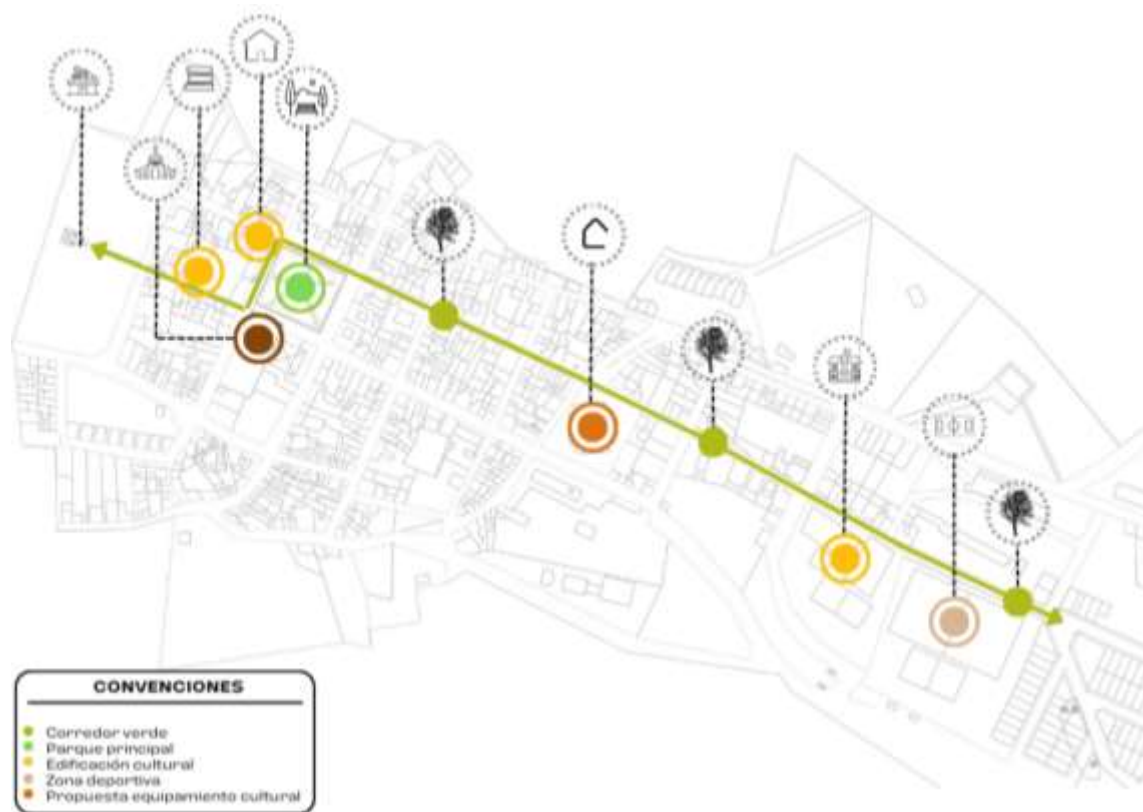 CONVENCIONES
Corredor verde
Parque principal
Edificación cultural
Zona deportiva
Propuesta equipamiento cultural